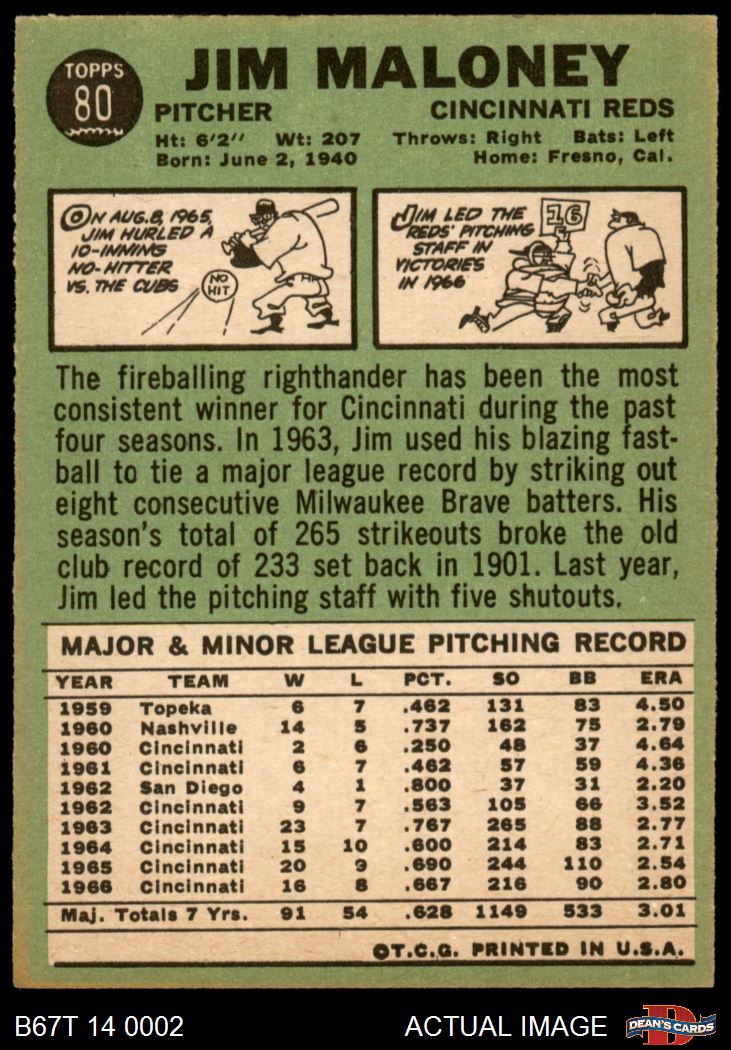 TOPPS
80
JIM MALONEY
PITCHER CINCINNATI REDS
Ht: 6'2" Wt: 207 Throws: Right Bats: Left
Born: June 2, 1940 Home: Fresno, Cal.
ON AUG. 8, 1965,
JIM HURLED A
10-INNING
NO-HITTER
VS. THE CUBS
NO
HIT
JIM LED THE
REDS' PITCHING
STAFF IN
VICTORIES
IN 1966
16
The fireballing righthander has been the most
consistent winner for Cincinnati during the past
four seasons. In 1963, Jim used his blazing fast-
ball to tie a major league record by striking out
eight consecutive Milwaukee Brave batters. His
season's total of 265 strikeouts broke the old
club record of 233 set back in 1901. Last year,
Jim led the pitching staff with five shutouts.
MAJOR & MINOR LEAGUE PITCHING RECORD
YEAR TEAM W L PCT. SO BB ERA
1959 Topeka 6 7 .462 131 83 4.50
1960 Nashville 14 5 .737 162 75 2.79
1960 Cincinnati 2 6 .250 48 37 4.64
1961 Cincinnati 6 7 .462 57 59 4.36
1962 San Diego 4 1 .800 37 31 2.20
1962 Cincinnati 9 7 .563 105 66 3.52
1963 Cincinnati 23 7 .767 265 88 2.77
1964 Cincinnati 15 10 .600 214 83 2.71
1965 Cincinnati 20 9 .690 244 110 2.54
1966 Cincinnati 16 8 .667 216 90 2.80
Maj. Totals 7 Yrs. 91 54 .628 1149 533 3.01
©T.C.G. PRINTED IN U.S.A.
B67T 14 0002 ACTUAL IMAGE
DEAN'S CARDS